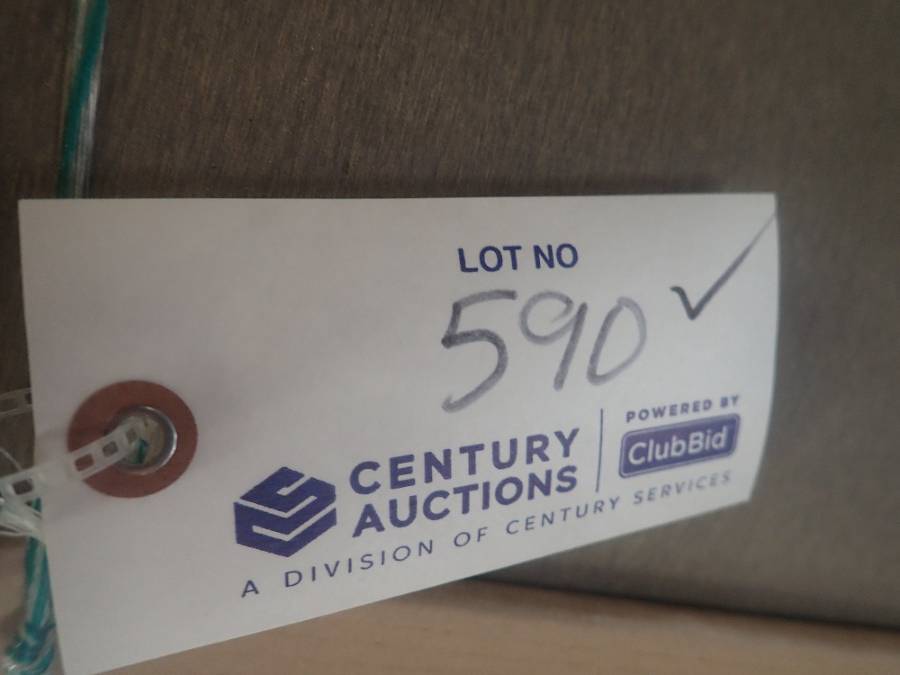 LOT NO
590 ✓
CENTURY
AUCTIONS
POWERED BY
ClubBid
A DIVISION OF CENTURY SERVICES